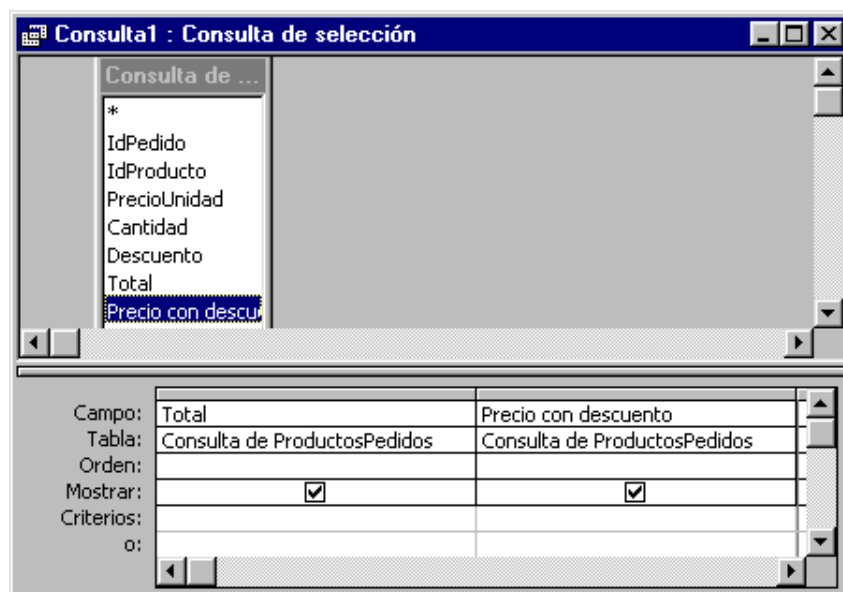 Consulta1 : Consulta de selección
Consulta de ...
*
IdPedido
IdProducto
PrecioUnidad
Cantidad
Descuento
Total
Precio con descu
Campo: Total Precio con descuento
Tabla: Consulta de ProductosPedidos Consulta de ProductosPedidos
Orden:
Mostrar:
Criterios:
o: